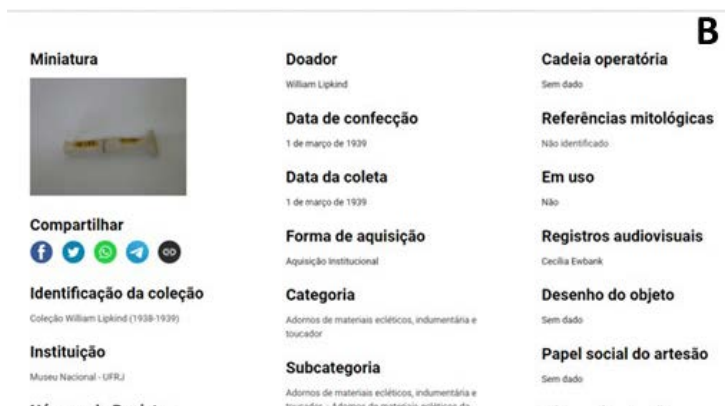 B
Miniatura
Compartilhar
Identificação da coleção
Coleção William Lipkind (1938-1939)
Instituição
Museu Nacional - UFRJ
Doador
William Lipkind
Data de confecção
1 de março de 1939
Data da coleta
1 de março de 1939
Forma de aquisição
Aquisição Institucional
Categoria
Adornos de materiais ecléticos, indumentária e
toucador
Subcategoria
Adornos de materiais ecléticos, indumentária e
Cadeia operatória
Sem dado
Referências mitológicas
Não identificado
Em uso
Não
Registros audiovisuais
Cecilia Ewbank
Desenho do objeto
Sem dado
Papel social do artesão
Sem dado